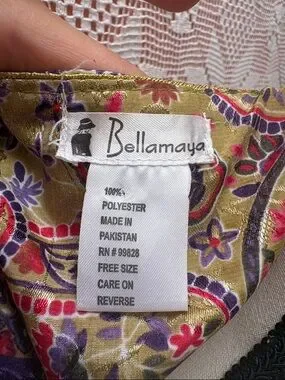 Bellamaya
100%
POLYESTER
MADE IN
PAKISTAN
RN # 99828
FREE SIZE
CARE ON
REVERSE